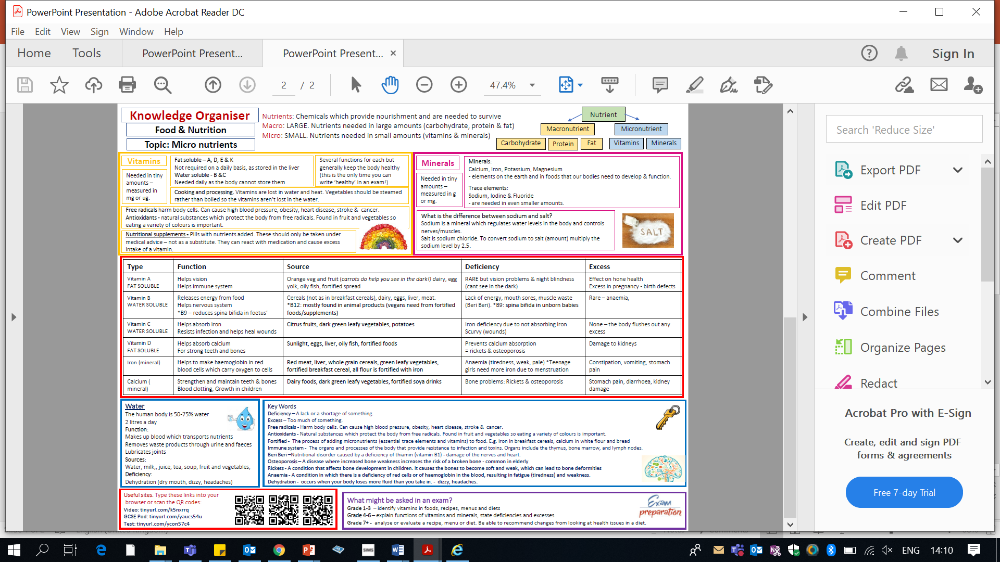 PowerPoint Presentation - Adobe Acrobat Reader DC
File Edit View Sign Window Help
Home Tools PowerPoint Present... PowerPoint Present... × Sign In
2 / 2 47.4%
Knowledge Organiser
Food & Nutrition
Topic: Micro nutrients
Nutrients: Chemicals which provide nourishment and are needed to survive
Macro: LARGE. Nutrients needed in large amounts (carbohydrate, protein & fat)
Micro: SMALL. Nutrients needed in small amounts (vitamins & minerals)
Nutrient
Macronutrient Micronutrient
Carbohydrate Protein Fat Vitamins Minerals
Vitamins
Needed in tiny
amounts –
measured in
mg or ug.
Fat soluble – A, D, E & K
Not required on a daily basis, as stored in the liver
Water soluble - B &C
Needed daily as the body cannot store them
Several functions for each but
generally keep the body healthy
(this is the only time you can
write ‘healthy’ in an exam!)
Cooking and processing. Vitamins are lost in water and heat. Vegetables should be steamed
rather than boiled so the vitamins aren’t lost in the water.
Free radicals harm body cells. Can cause high blood pressure, obesity, heart disease, stroke & cancer.
Antioxidants - natural substances which protect the body from free radicals. Found in fruit and vegetables so
eating a variety of colours is important.
Nutritional supplements - Pills with nutrients added. These should only be taken under
medical advice – not as a substitute. They can react with medication and cause excess
intake of a vitamin.
Minerals
Needed in tiny
amounts –
measured in g
or mg.
Minerals:
Calcium, Iron, Potassium, Magnesium
- elements on the earth and in foods that our bodies need to develop & function.
Trace elements:
Sodium, Iodine & Fluoride
- are needed in even smaller amounts.
What is the difference between sodium and salt?
Sodium is a mineral which regulates water levels in the body and controls
nerves/muscles.
Salt is sodium chloride. To convert sodium to salt (amount) multiply the
sodium level by 2.5.
SALT
Type Function Source Deficiency Excess
Vitamin A
FAT SOLUBLE
Helps vision
Helps immune system
Orange veg and fruit (carrots do help you see in the dark!) dairy, egg
yolk, oily fish, fortified spread
RARE but vision problems & night blindness
(cant see in the dark)
Effect on hone health
Excess in pregnancy - birth defects
Vitamin B
WATER SOLUBLE
Releases energy from food
Helps nervous system
*B9 – reduces spina bifida in foetus’
Cereals (not as in breakfast cereals), dairy, eggs, liver, meat.
*B12: mostly found in animal products (vegans need from fortified
foods/supplements)
Lack of energy, mouth sores, muscle waste
(Beri Beri). *B9: spina bifida in unborn babies
Rare – anaemia,
Vitamin C
WATER SOLUBLE
Helps absorb iron
Resists infection and helps heal wounds
Citrus fruits, dark green leafy vegetables, potatoes
Iron deficiency due to not absorbing iron
Scurvy (wounds)
None – the body flushes out any
excess
Vitamin D
FAT SOLUBLE
Helps absorb calcium
For strong teeth and bones
Sunlight, eggs, liver, oily fish, fortified foods
Prevents calcium absorption
= rickets & osteoporosis
Damage to kidneys
Iron (mineral)
Helps to make haemoglobin in red
blood cells which carry oxygen to cells
Red meat, liver, whole grain cereals, green leafy vegetables,
fortified breakfast cereal, all flour is fortified with iron
Anaemia (tiredness, weak, pale) *Teenage
girls need more iron due to menstruation
Constipation, vomiting, stomach
pain
Calcium (
mineral)
Strengthen and maintain teeth & bones
Blood clotting, Growth in children
Dairy foods, dark green leafy vegetables, fortified soya drinks
Bone problems: Rickets & osteoporosis
Stomach pain, diarrhoea, kidney
damage
Water
The human body is 50-75% water
2 litres a day
Function:
Makes up blood which transports nutrients
Removes waste products through urine and faeces
Lubricates joints
Sources:
Water, milk,, juice, tea, soup, fruit and vegetables,
Deficiency:
Dehydration (dry mouth, dizzy, headaches)
Key Words
Deficiency – A lack or a shortage of something.
Excess – Too much of something.
Free radicals - Harm body cells. Can cause high blood pressure, obesity, heart disease, stroke & cancer.
Antioxidants - Natural substances which protect the body from free radicals. Found in fruit and vegetables so eating a variety of colours is important.
Fortified - The process of adding micronutrients (essential trace elements and vitamins) to food. E.g. iron in breakfast cereals, calcium in white flour and bread
Immune system - The organs and processes of the body that provide resistance to infection and toxins. Organs include the thymus, bone marrow, and lymph nodes.
Beri Beri –Nutritional disorder caused by a deficiency of thiamin (vitamin B1) - damage of the nerves and heart.
Osteoporosis – A disease where increased bone weakness increases the risk of a broken bone - common in elderly
Rickets - A condition that affects bone development in children. It causes the bones to become soft and weak, which can lead to bone deformities
Anaemia - A condition in which there is a deficiency of red cells or of haemoglobin in the blood, resulting in fatigue (tiredness) and weakness.
Dehydration - occurs when your body loses more fluid than you take in. - dizzy, headaches.
Useful sites. Type these links into your
browser or scan the QR codes:
Video: tinyurl.com/k5nxrrq
GCSE Pod: tinyurl.com/yaucs54u
Test: tinyurl.com/ycon57c4
What might be asked in an exam?
Grade 1-3 – identify vitamins in foods, recipes, menus and diets
Grade 4-6 – explain functions of vitamins and minerals, state deficiencies and excesses
Grade 7+ - analyse or evaluate a recipe, menu or diet. Be able to recommend changes from looking at health issues in a diet.
Exam
preparation
Search 'Reduce Size'
Export PDF
Edit PDF
Create PDF
Comment
Combine Files
Organize Pages
Redact
Acrobat Pro with E-Sign
Create, edit and sign PDF
forms & agreements
Free 7-day Trial
SIMS
ENG 14:10